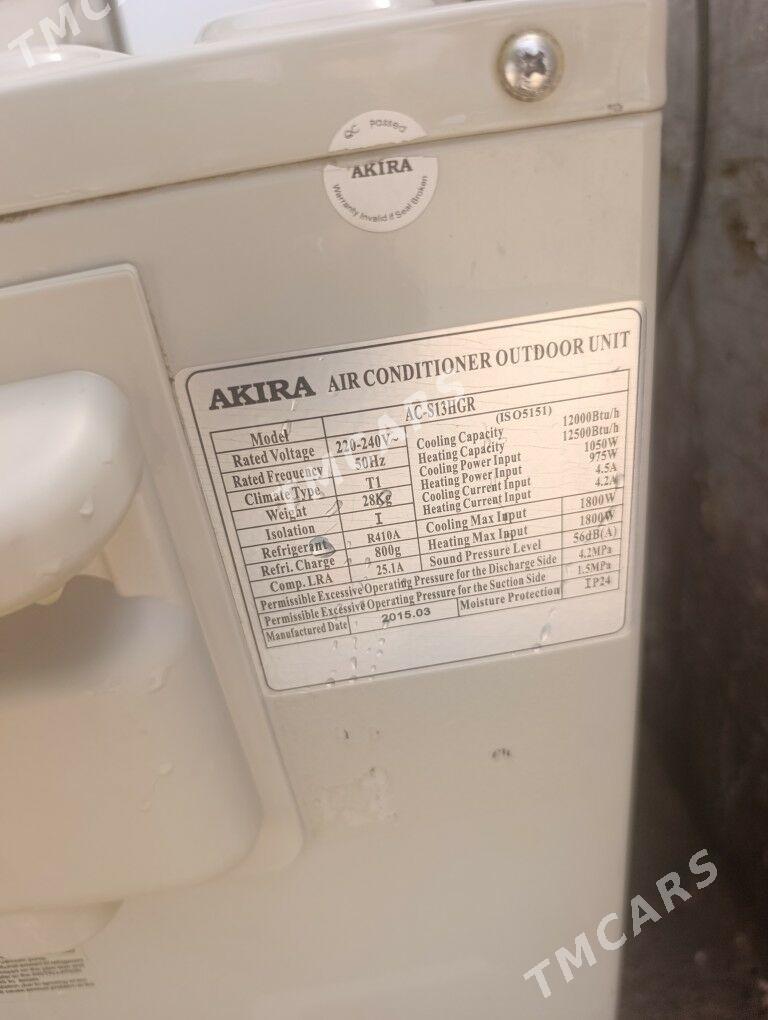 TMCARS
QC Passed
AKIRA
Warranty Invalid if Seal Broken
AKIRA AIR CONDITIONER OUTDOOR UNIT
Model AC-S13HGR
Rated Voltage 220-240V~
Rated Frequency 50Hz
Climate Type T1
Weight 28Kg
Isolation I
Refrigerant R410A
Refri. Charge 800g
Comp. LRA 25.1A
(ISO5151)
Cooling Capacity 12000Btu/h
Heating Capacity 12500Btu/h
Cooling Power Input 1050W
Heating Power Input 975W
Cooling Current Input 4.5A
Heating Current Input 4.2A
Cooling Max Input 1800W
Heating Max Input 1800W
Sound Pressure Level 56dB(A)
Permissible Excessive Operating Pressure for the Discharge Side 4.2MPa
Permissible Excessive Operating Pressure for the Suction Side 1.5MPa
Manufactured Date 2015.03 Moisture Protection IP24
TMCARS
TMCARS